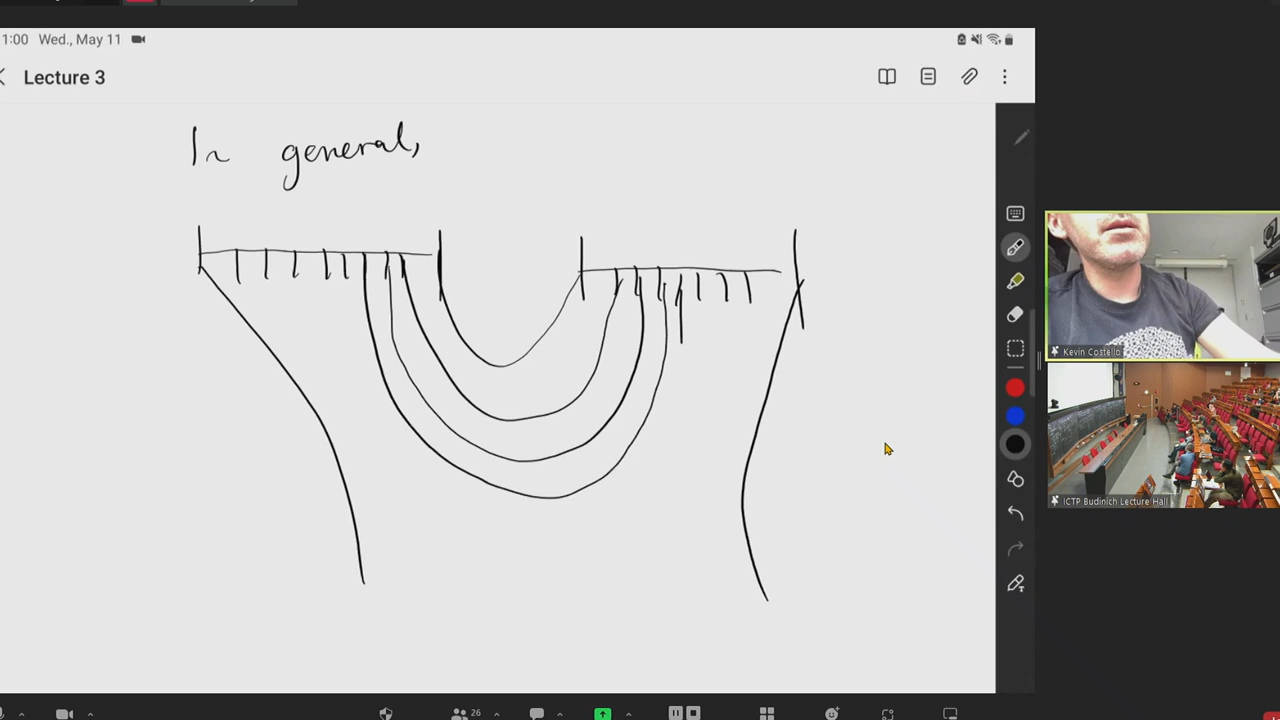 1:00 Wed., May 11
Lecture 3
In general,
Kevin Costello
ICTP Budinich Lecture Hall
26